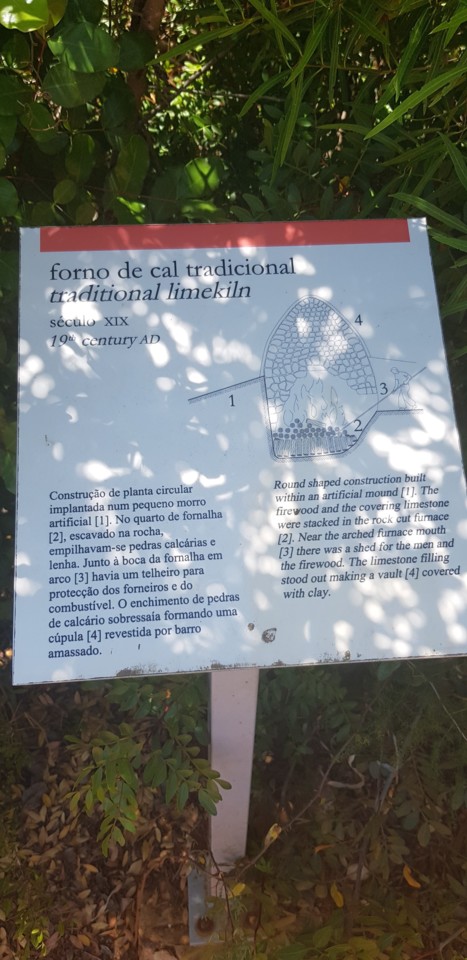 forno de cal tradicional
traditional limekiln
século XIX
19th century AD
4
1
3
2
Construção de planta circular
implantada num pequeno morro
artificial [1]. No quarto de fornalha
[2], escavado na rocha,
empilhavam-se pedras calcárias e
lenha. Junto à boca da fornalha em
arco [3] havia um telheiro para
protecção dos forneiros e do
combustível. O enchimento de pedras
de calcário sobressaía formando uma
cúpula [4] revestida por barro
amassado.
Round shaped construction built
within an artificial mound [1]. The
firewood and the covering limestone
were stacked in the rock cut furnace
[2]. Near the arched furnace mouth
[3] there was a shed for the men and
the firewood. The limestone filling
stood out making a vault [4] covered
with clay.